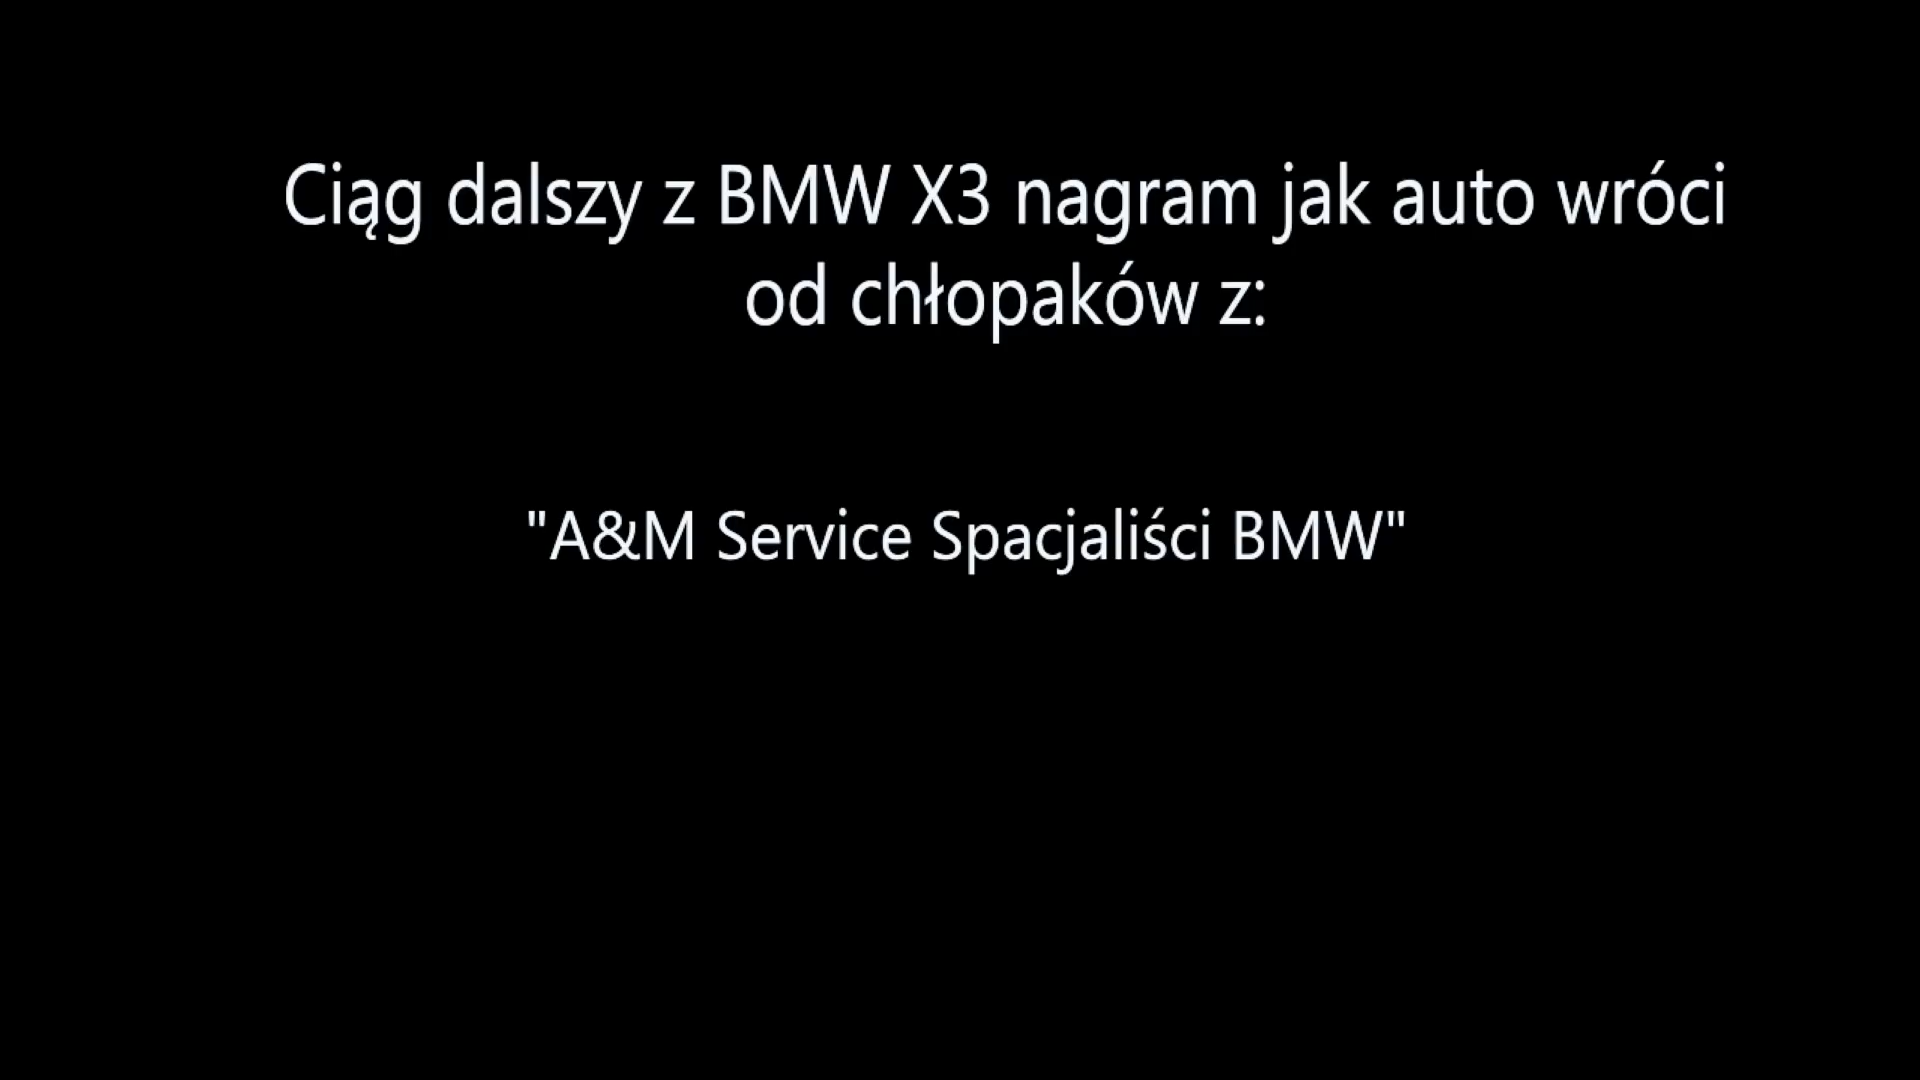 Ciąg dalszy z BMW X3 nagram jak auto wróci
od chłopaków z:
"A&M Service Spacjaliści BMW"